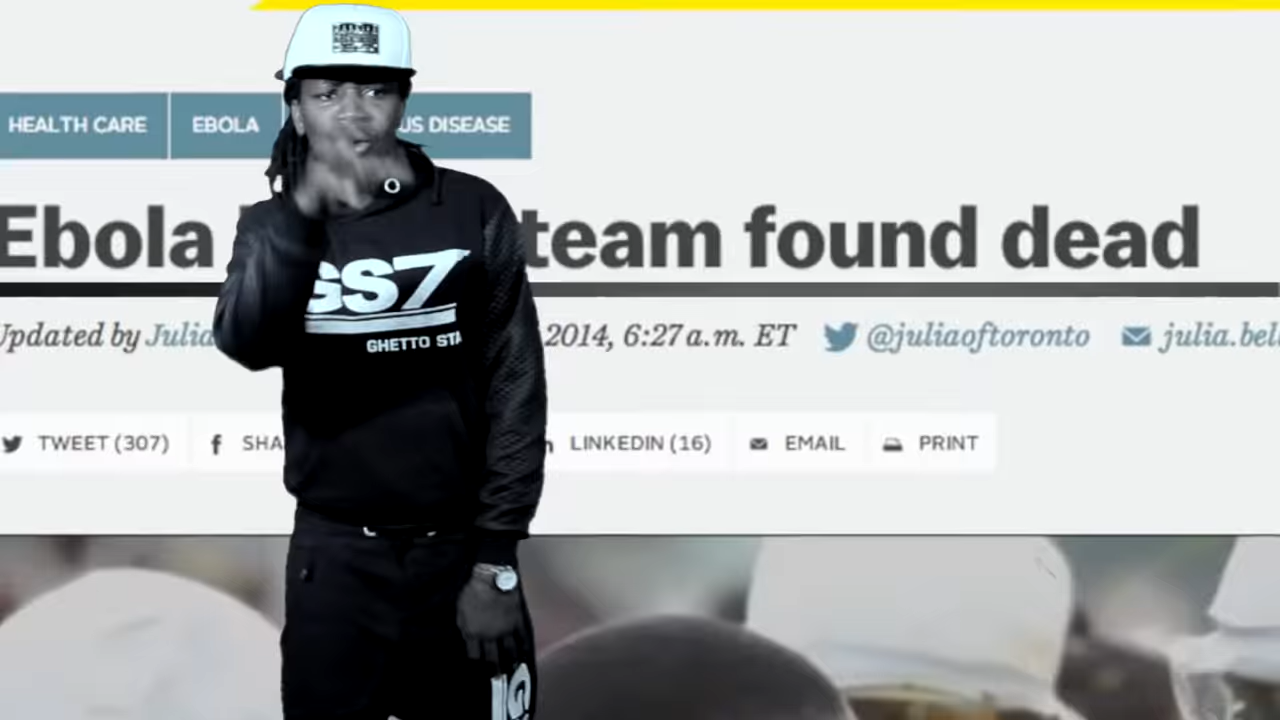 HEALTH CARE EBOLA US DISEASE
Ebola team found dead
Updated by Julia 2014, 6:27 a.m. ET @juliaoftoronto julia.bel
GS7
GHETTO STA
TWEET (307) SHA LINKEDIN (16) EMAIL PRINT